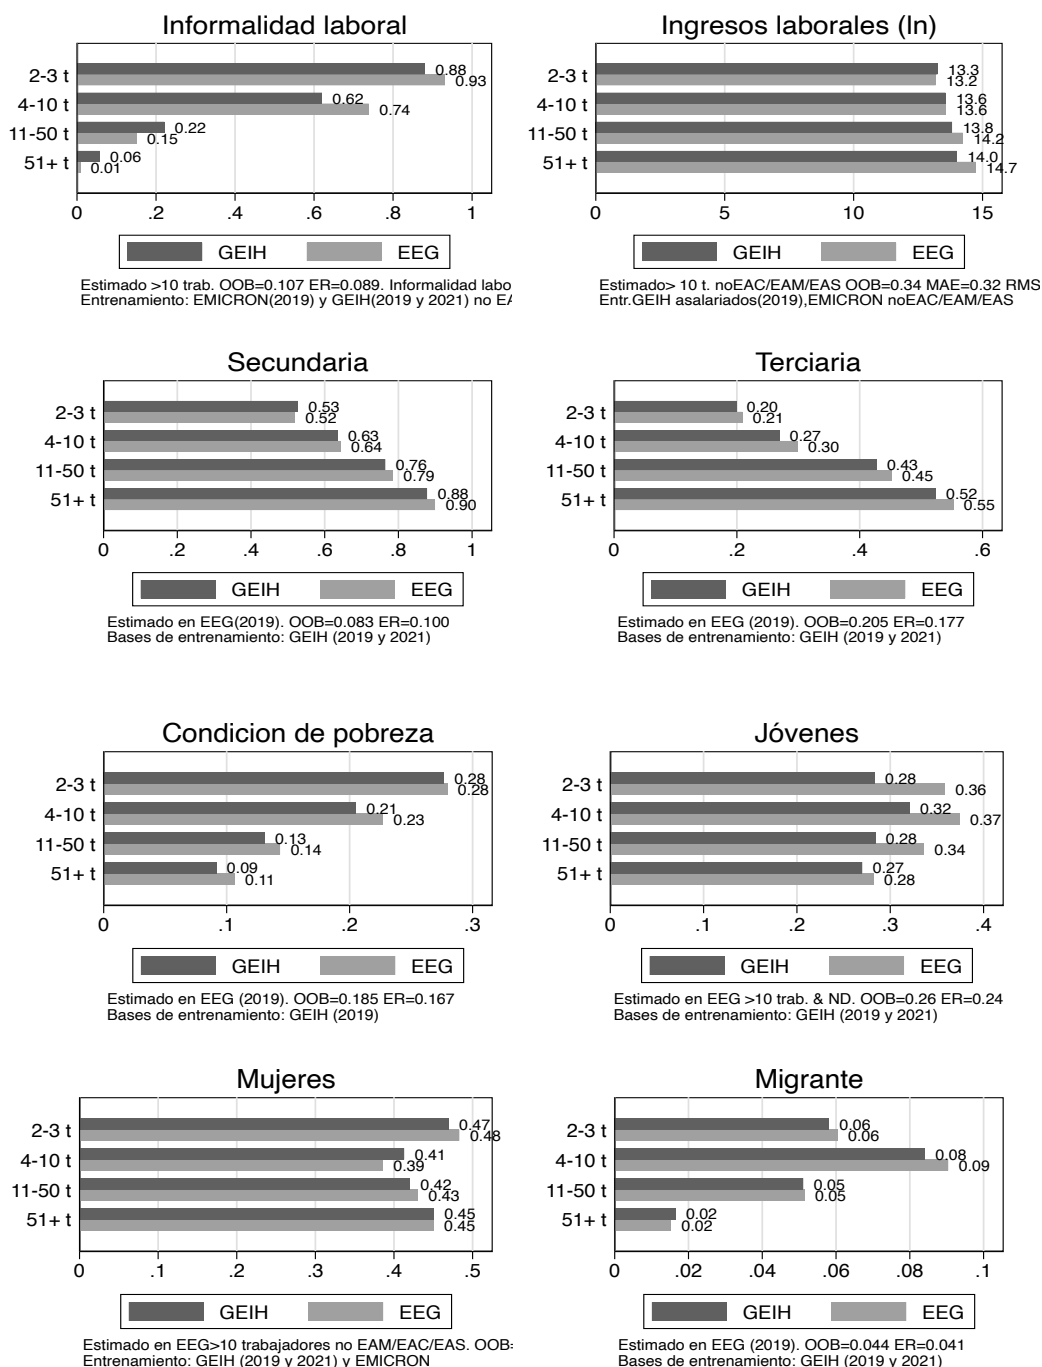 Informalidad laboral
2-3 t
0.88
0.93
4-10 t
0.62
0.74
11-50 t
0.22
0.15
51+ t
0.06
0.01
0 .2 .4 .6 .8 1
GEIH EEG
Estimado >10 trab. OOB=0.107 ER=0.089. Informalidad labo
Entrenamiento: EMICRON(2019) y GEIH(2019 y 2021) no EA
Ingresos laborales (ln)
2-3 t
13.3
13.2
4-10 t
13.6
13.6
11-50 t
13.8
14.2
51+ t
14.0
14.7
0 5 10 15
GEIH EEG
Estimado> 10 t. noEAC/EAM/EAS OOB=0.34 MAE=0.32 RMS
Entr.GEIH asalariados(2019),EMICRON noEAC/EAM/EAS
Secundaria
2-3 t
0.53
0.52
4-10 t
0.63
0.64
11-50 t
0.76
0.79
51+ t
0.88
0.90
0 .2 .4 .6 .8 1
GEIH EEG
Estimado en EEG(2019). OOB=0.083 ER=0.100
Bases de entrenamiento: GEIH (2019 y 2021)
Terciaria
2-3 t
0.20
0.21
4-10 t
0.27
0.30
11-50 t
0.43
0.45
51+ t
0.52
0.55
0 .2 .4 .6
GEIH EEG
Estimado en EEG (2019). OOB=0.205 ER=0.177
Bases de entrenamiento: GEIH (2019 y 2021)
Condicion de pobreza
2-3 t
0.28
0.28
4-10 t
0.21
0.23
11-50 t
0.13
0.14
51+ t
0.09
0.11
0 .1 .2 .3
GEIH EEG
Estimado en EEG (2019). OOB=0.185 ER=0.167
Bases de entrenamiento: GEIH (2019)
Jóvenes
2-3 t
0.28
0.36
4-10 t
0.32
0.37
11-50 t
0.28
0.34
51+ t
0.27
0.28
0 .1 .2 .3 .4
GEIH EEG
Estimado en EEG >10 trab. & ND. OOB=0.26 ER=0.24
Bases de entrenamiento: GEIH (2019 y 2021)
Mujeres
2-3 t
0.47
0.48
4-10 t
0.41
0.39
11-50 t
0.42
0.43
51+ t
0.45
0.45
0 .1 .2 .3 .4 .5
GEIH EEG
Estimado en EEG>10 trabajadores no EAM/EAC/EAS. OOB=
Entrenamiento: GEIH (2019 y 2021) y EMICRON
Migrante
2-3 t
0.06
0.06
4-10 t
0.08
0.09
11-50 t
0.05
0.05
51+ t
0.02
0.02
0 .02 .04 .06 .08 .1
GEIH EEG
Estimado en EEG (2019). OOB=0.044 ER=0.041
Bases de entrenamiento: GEIH (2019 y 2021)